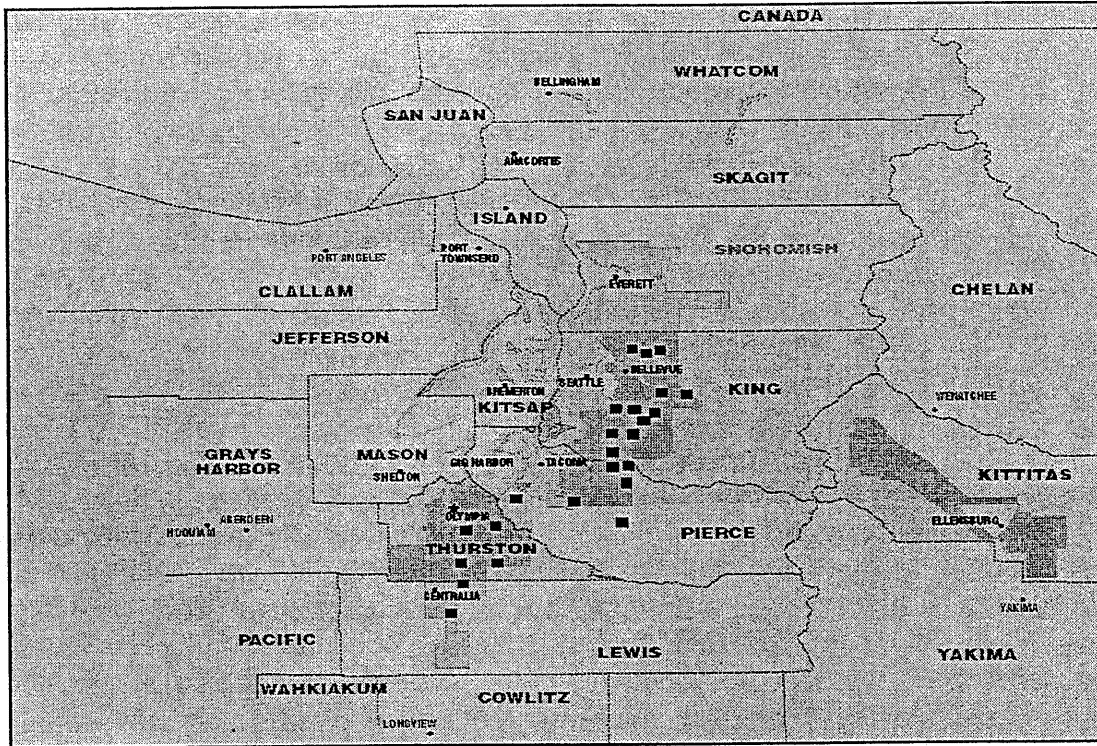 CANADA
WHATCOM
BELLINGHAM
SAN JUAN
ANACORTES
SKAGIT
ISLAND
SNOHOMISH
PORT ANGELES
PORT
TOWNSEND
EVERETT
CLALLAM
CHELAN
JEFFERSON
BELLEVUE
SEATTLE
BREMERTON
KING
KITSAP
WENATCHEE
GRAYS
HARBOR
MASON
GIG HARBOR
TACOMA
SHELTON
KITTITAS
OLYMPIA
ABERDEEN
HOQUIAM
ELLENSBURG
PIERCE
THURSTON
CENTRALIA
YAKIMA
PACIFIC
LEWIS
YAKIMA
WAHKIAKUM
COWLITZ
LONGVIEW